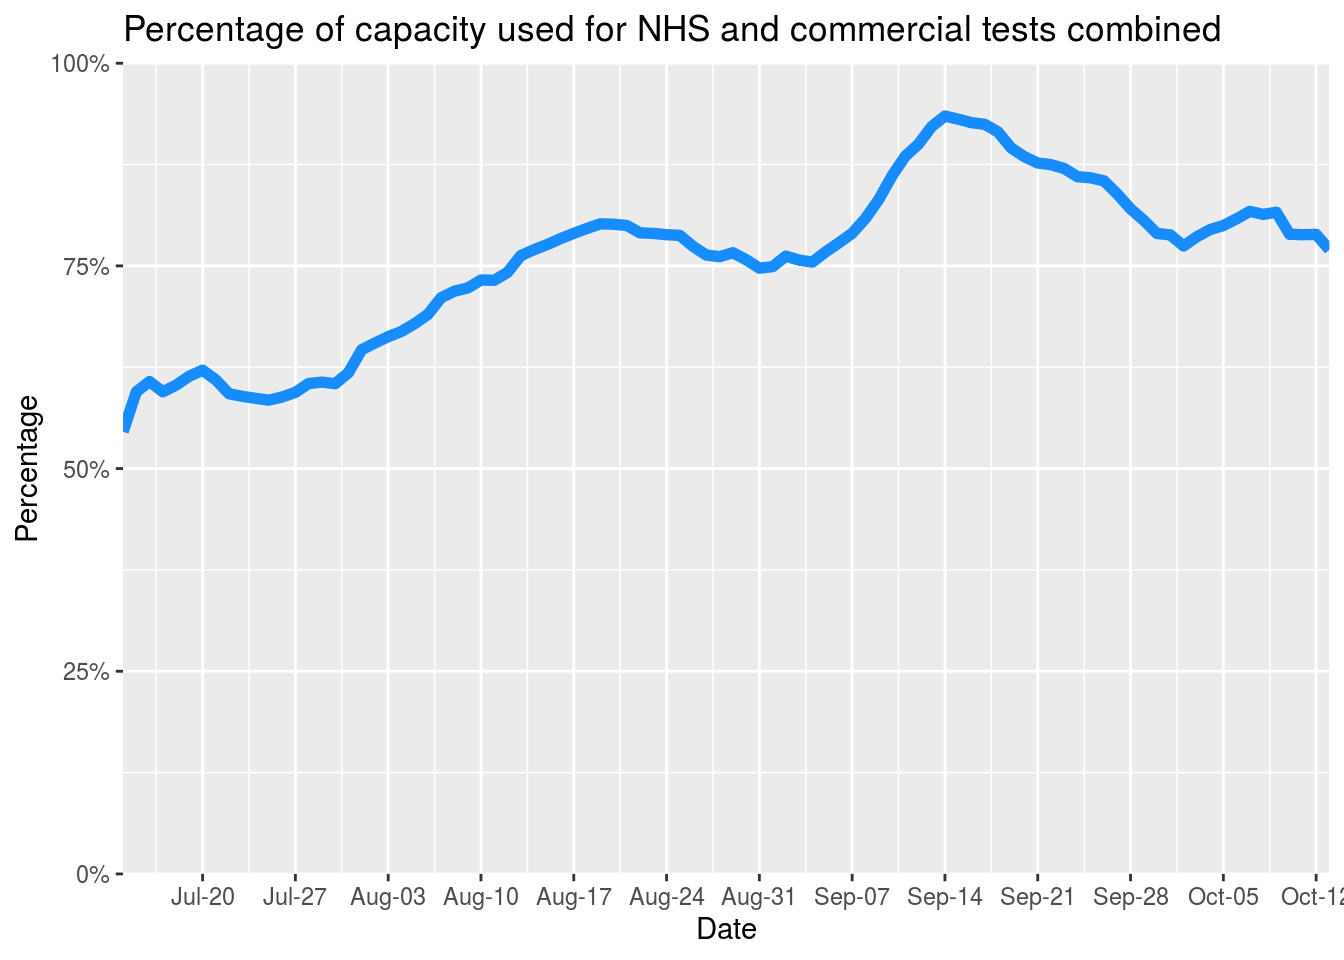 Percentage of capacity used for NHS and commercial tests combined
100%
75%
50%
25%
0%
Percentage
Jul-20 Jul-27 Aug-03 Aug-10 Aug-17 Aug-24 Aug-31 Sep-07 Sep-14 Sep-21 Sep-28 Oct-05 Oct-12
Date